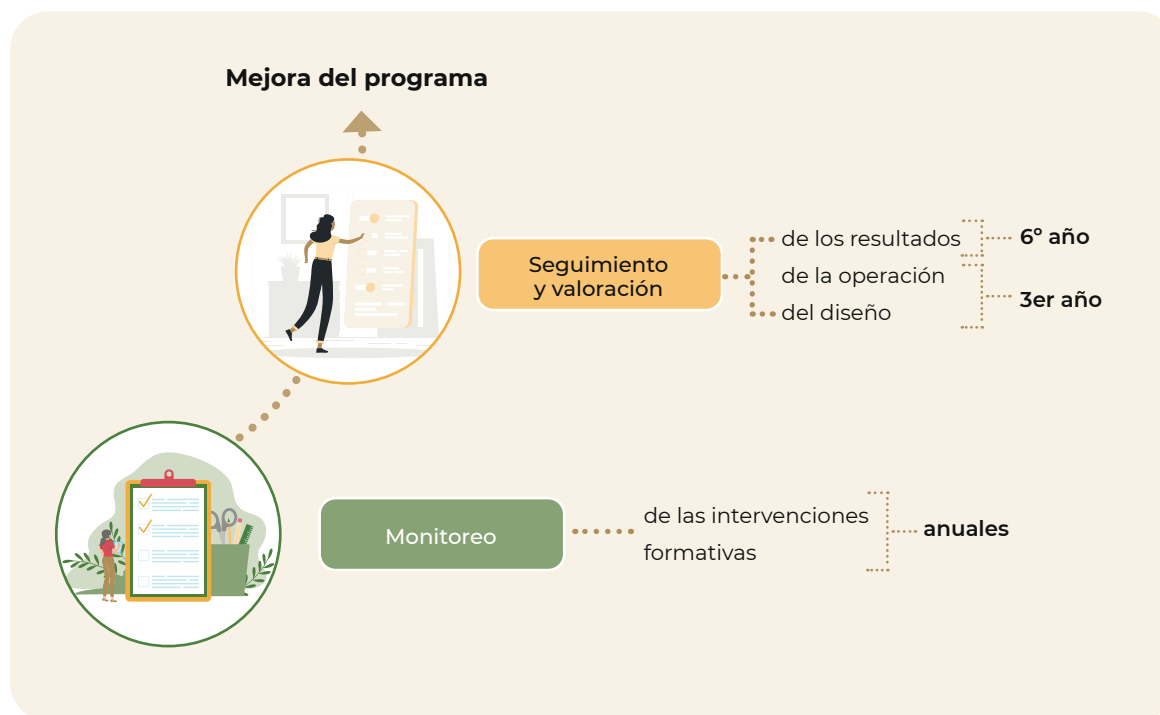 Mejora del programa
Seguimiento
y valoración
de los resultados
de la operación
del diseño
6º año
3er año
Monitoreo
de las intervenciones
formativas
anuales